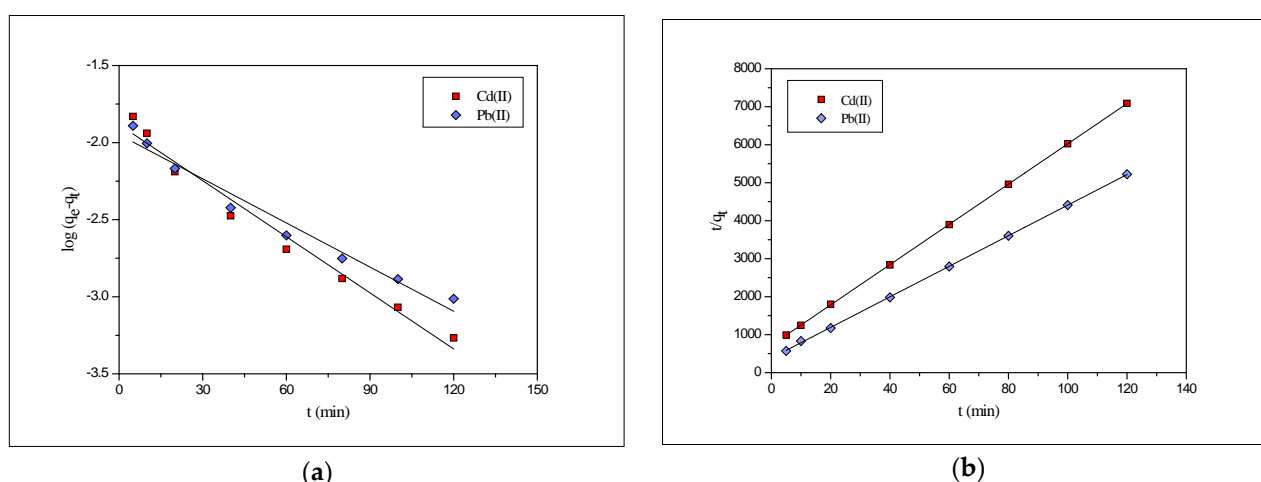 -1.5
-2.0
-2.5
-3.0
-3.5
log (qₑ-qₜ)
0
30
60
90
120
150
t (min)
Cd(II)
Pb(II)
(a)
8000
7000
6000
5000
4000
3000
2000
1000
0
t/qₜ
0
20
40
60
80
100
120
140
t (min)
Cd(II)
Pb(II)
(b)